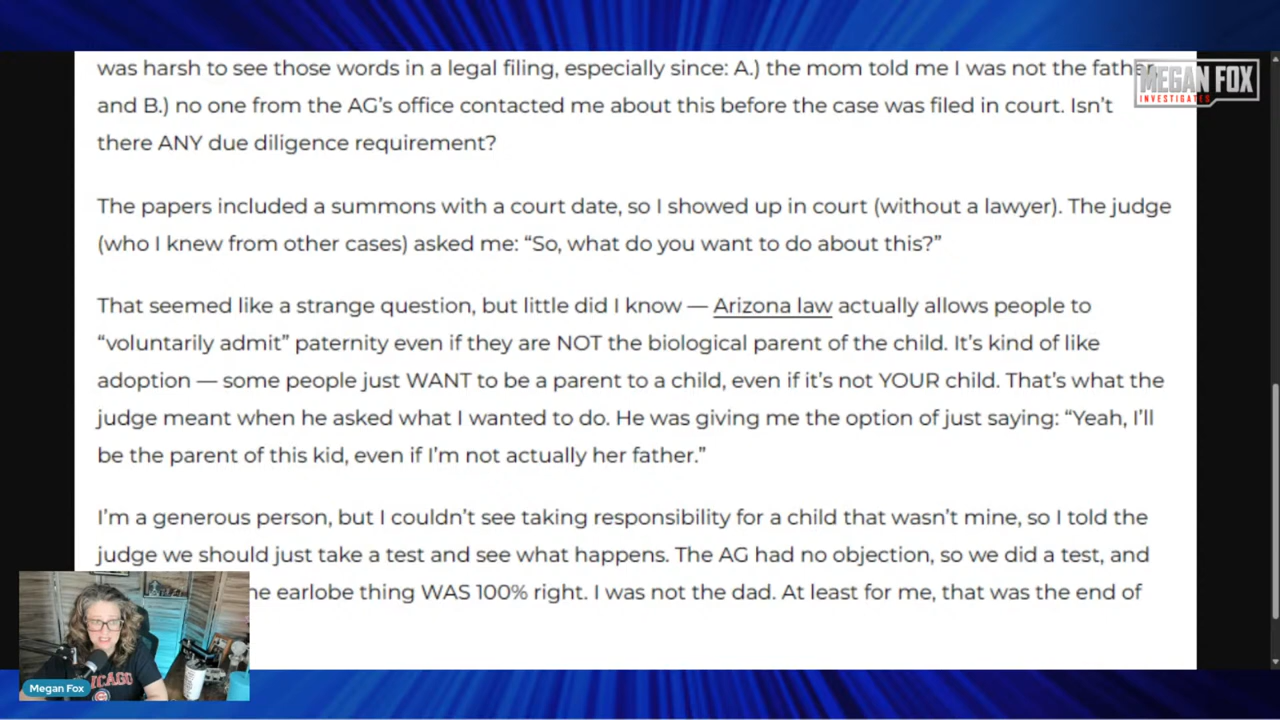 was harsh to see those words in a legal filing, especially since: A.) the mom told me I was not the father
and B.) no one from the AG’s office contacted me about this before the case was filed in court. Isn’t
there ANY due diligence requirement?
The papers included a summons with a court date, so I showed up in court (without a lawyer). The judge
(who I knew from other cases) asked me: “So, what do you want to do about this?”
That seemed like a strange question, but little did I know — Arizona law actually allows people to
“voluntarily admit” paternity even if they are NOT the biological parent of the child. It’s kind of like
adoption — some people just WANT to be a parent to a child, even if it’s not YOUR child. That’s what the
judge meant when he asked what I wanted to do. He was giving me the option of just saying: “Yeah, I’ll
be the parent of this kid, even if I’m not actually her father.”
I’m a generous person, but I couldn’t see taking responsibility for a child that wasn’t mine, so I told the
judge we should just take a test and see what happens. The AG had no objection, so we did a test, and
earlobe thing WAS 100% right. I was not the dad. At least for me, that was the end of
MEGAN FOX
INVESTIGATES
Megan Fox